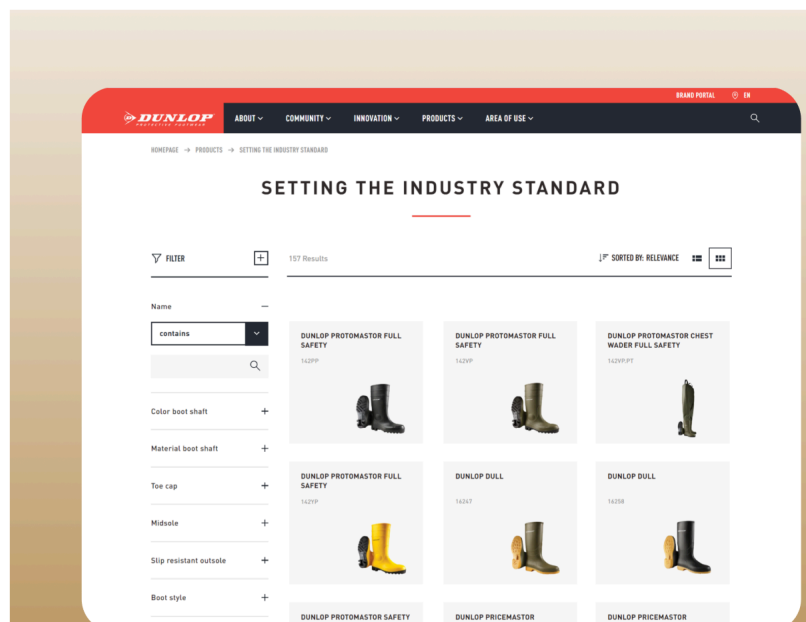 BRAND PORTAL EN
DUNLOP
PROTECTIVE FOOTWEAR
ABOUT COMMUNITY INNOVATION PRODUCTS AREA OF USE
HOMEPAGE → PRODUCTS → SETTING THE INDUSTRY STANDARD
SETTING THE INDUSTRY STANDARD
FILTER
157 Results
SORTED BY: RELEVANCE
Name
contains
Color boot shaft
Material boot shaft
Toe cap
Midsole
Slip resistant outsole
Boot style
DUNLOP PROTOMASTOR FULL
SAFETY
142PP
DUNLOP PROTOMASTOR FULL
SAFETY
142VP
DUNLOP PROTOMASTOR CHEST
WADER FULL SAFETY
142VP.PT
DUNLOP PROTOMASTOR FULL
SAFETY
142YP
DUNLOP DULL
16247
DUNLOP DULL
16258
DUNLOP PROTOMASTOR SAFETY
DUNLOP PRICEMASTOR
DUNLOP PRICEMASTOR